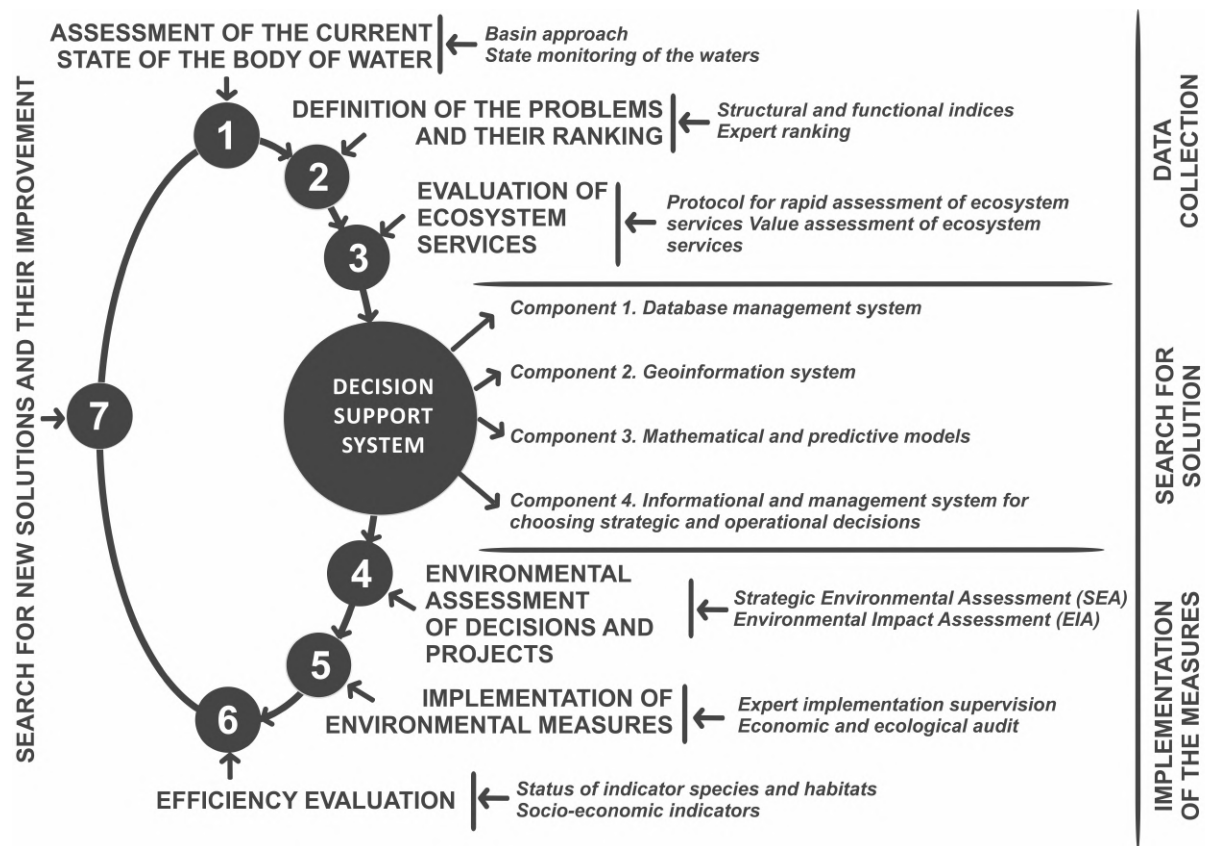 ASSESSMENT OF THE CURRENT
STATE OF THE BODY OF WATER
Basin approach
State monitoring of the waters
1
DEFINITION OF THE PROBLEMS
AND THEIR RANKING
Structural and functional indices
Expert ranking
2
EVALUATION OF
ECOSYSTEM
SERVICES
Protocol for rapid assessment of ecosystem
services Value assessment of ecosystem
services
3
DATA
COLLECTION
DECISION
SUPPORT
SYSTEM
Component 1. Database management system
Component 2. Geoinformation system
Component 3. Mathematical and predictive models
Component 4. Informational and management system for
choosing strategic and operational decisions
SEARCH FOR
SOLUTION
4
ENVIRONMENTAL
ASSESSMENT
OF DECISIONS AND
PROJECTS
Strategic Environmental Assessment (SEA)
Environmental Impact Assessment (EIA)
5
IMPLEMENTATION OF
ENVIRONMENTAL MEASURES
Expert implementation supervision
Economic and ecological audit
6
EFFICIENCY EVALUATION
Status of indicator species and habitats
Socio-economic indicators
IMPLEMENTATION
OF THE MEASURES
7
SEARCH FOR NEW SOLUTIONS AND THEIR IMPROVEMENT